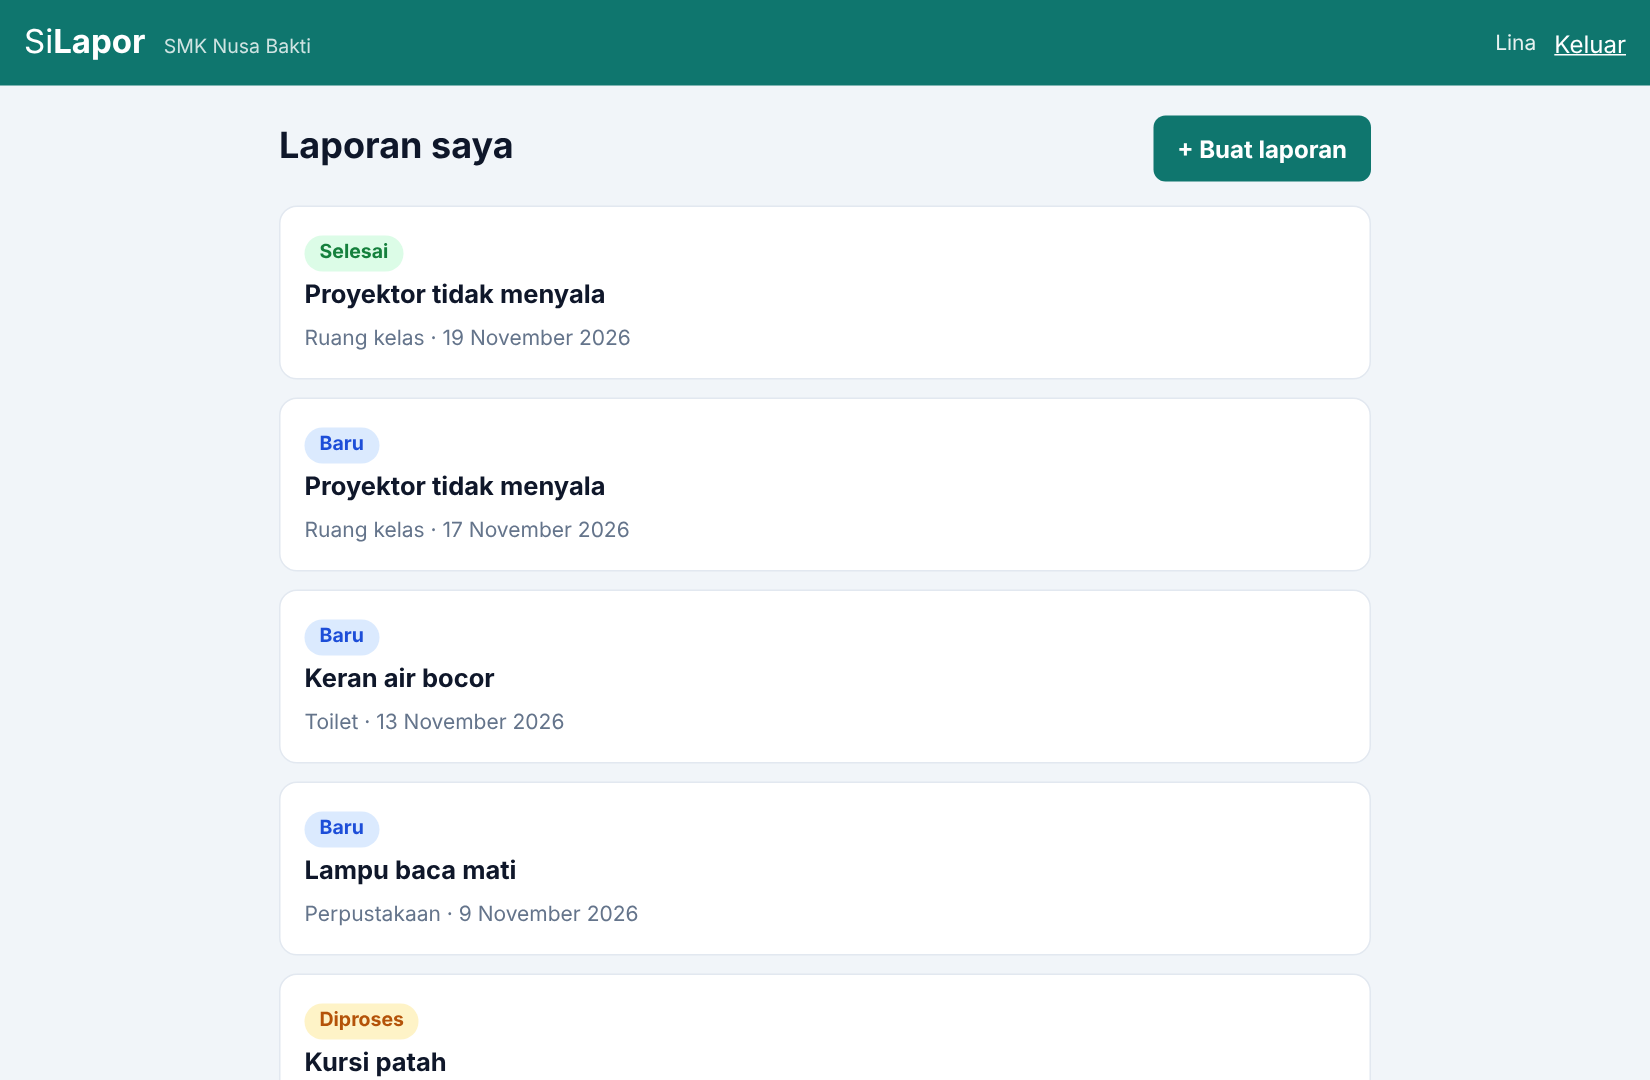 SiLapor SMK Nusa Bakti Lina Keluar
Laporan saya + Buat laporan
Selesai
Proyektor tidak menyala
Ruang kelas · 19 November 2026
Baru
Proyektor tidak menyala
Ruang kelas · 17 November 2026
Baru
Keran air bocor
Toilet · 13 November 2026
Baru
Lampu baca mati
Perpustakaan · 9 November 2026
Diproses
Kursi patah